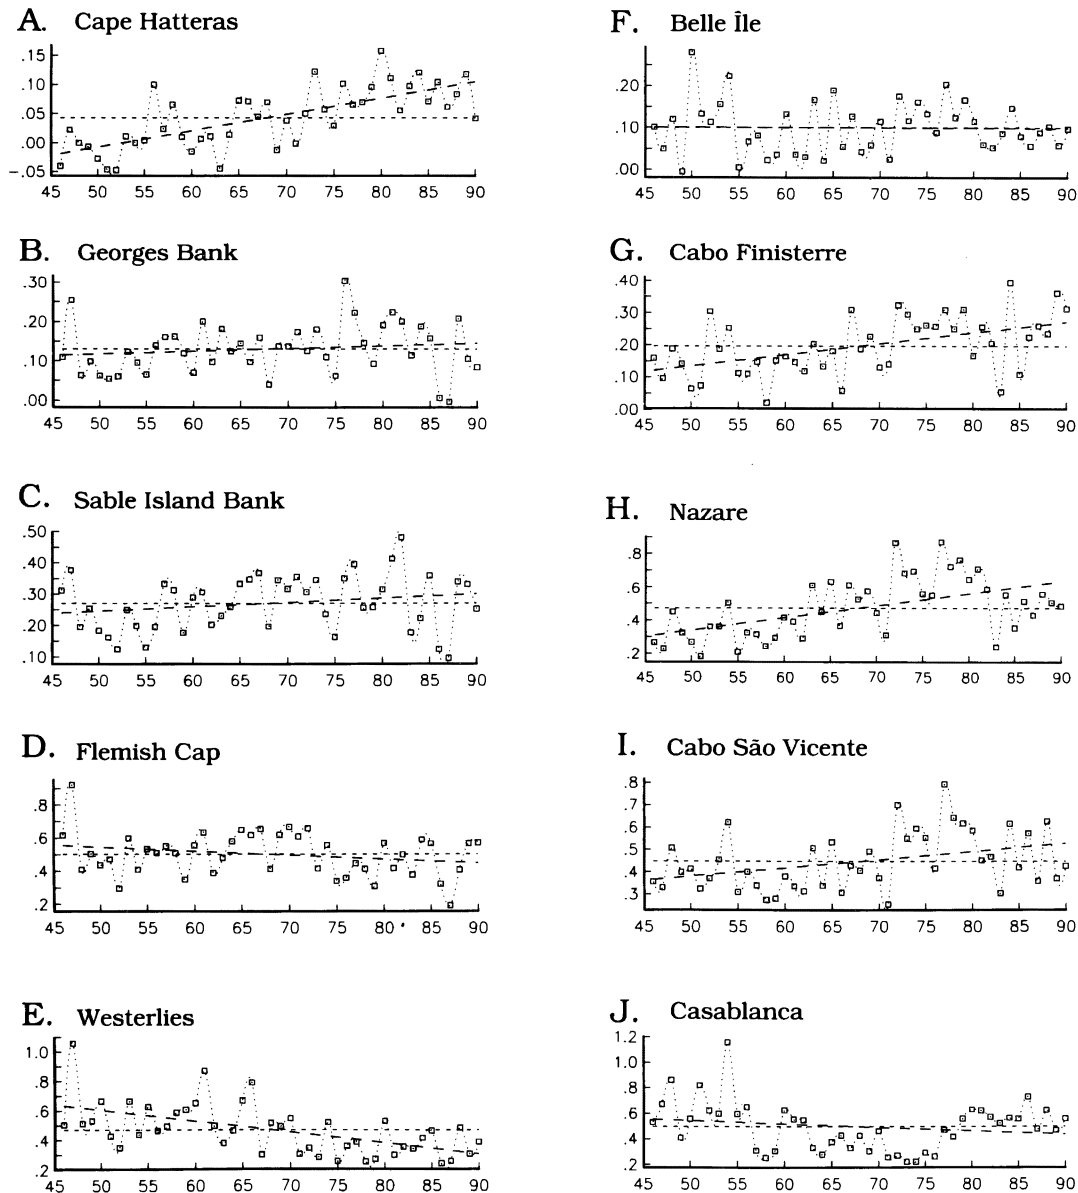 A. Cape Hatteras
.15
.10
.05
.00
-.05
45 50 55 60 65 70 75 80 85 90
B. Georges Bank
.30
.20
.10
.00
45 50 55 60 65 70 75 80 85 90
C. Sable Island Bank
.50
.40
.30
.20
.10
45 50 55 60 65 70 75 80 85 90
D. Flemish Cap
.8
.6
.4
.2
45 50 55 60 65 70 75 80 85 90
E. Westerlies
1.0
.8
.6
.4
.2
45 50 55 60 65 70 75 80 85 90
F. Belle Île
.20
.10
.00
45 50 55 60 65 70 75 80 85 90
G. Cabo Finisterre
.40
.30
.20
.10
.00
45 50 55 60 65 70 75 80 85 90
H. Nazare
.8
.6
.4
.2
45 50 55 60 65 70 75 80 85 90
I. Cabo São Vicente
.8
.7
.6
.5
.4
.3
45 50 55 60 65 70 75 80 85 90
J. Casablanca
1.2
1.0
.8
.6
.4
.2
45 50 55 60 65 70 75 80 85 90